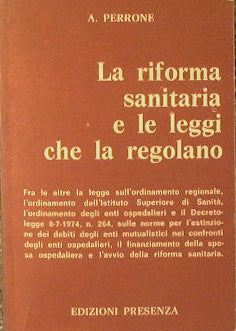 A. PERRONE
La riforma
sanitaria
e le leggi
che la regolano
Fra le altre la legge sull'ordinamento regionale,
l'ordinamento dell'Istituto Superiore di Sanità,
l'ordinamento degli enti ospedalieri e il Decreto-
legge 8-7-1974, n. 264, sulle norme per l'estinzio-
ne dei debiti degli enti mutualistici nei confronti
degli enti ospedalieri, il finanziamento della spe-
sa ospedaliera e l'avvio della riforma sanitaria.
EDIZIONI PRESENZA